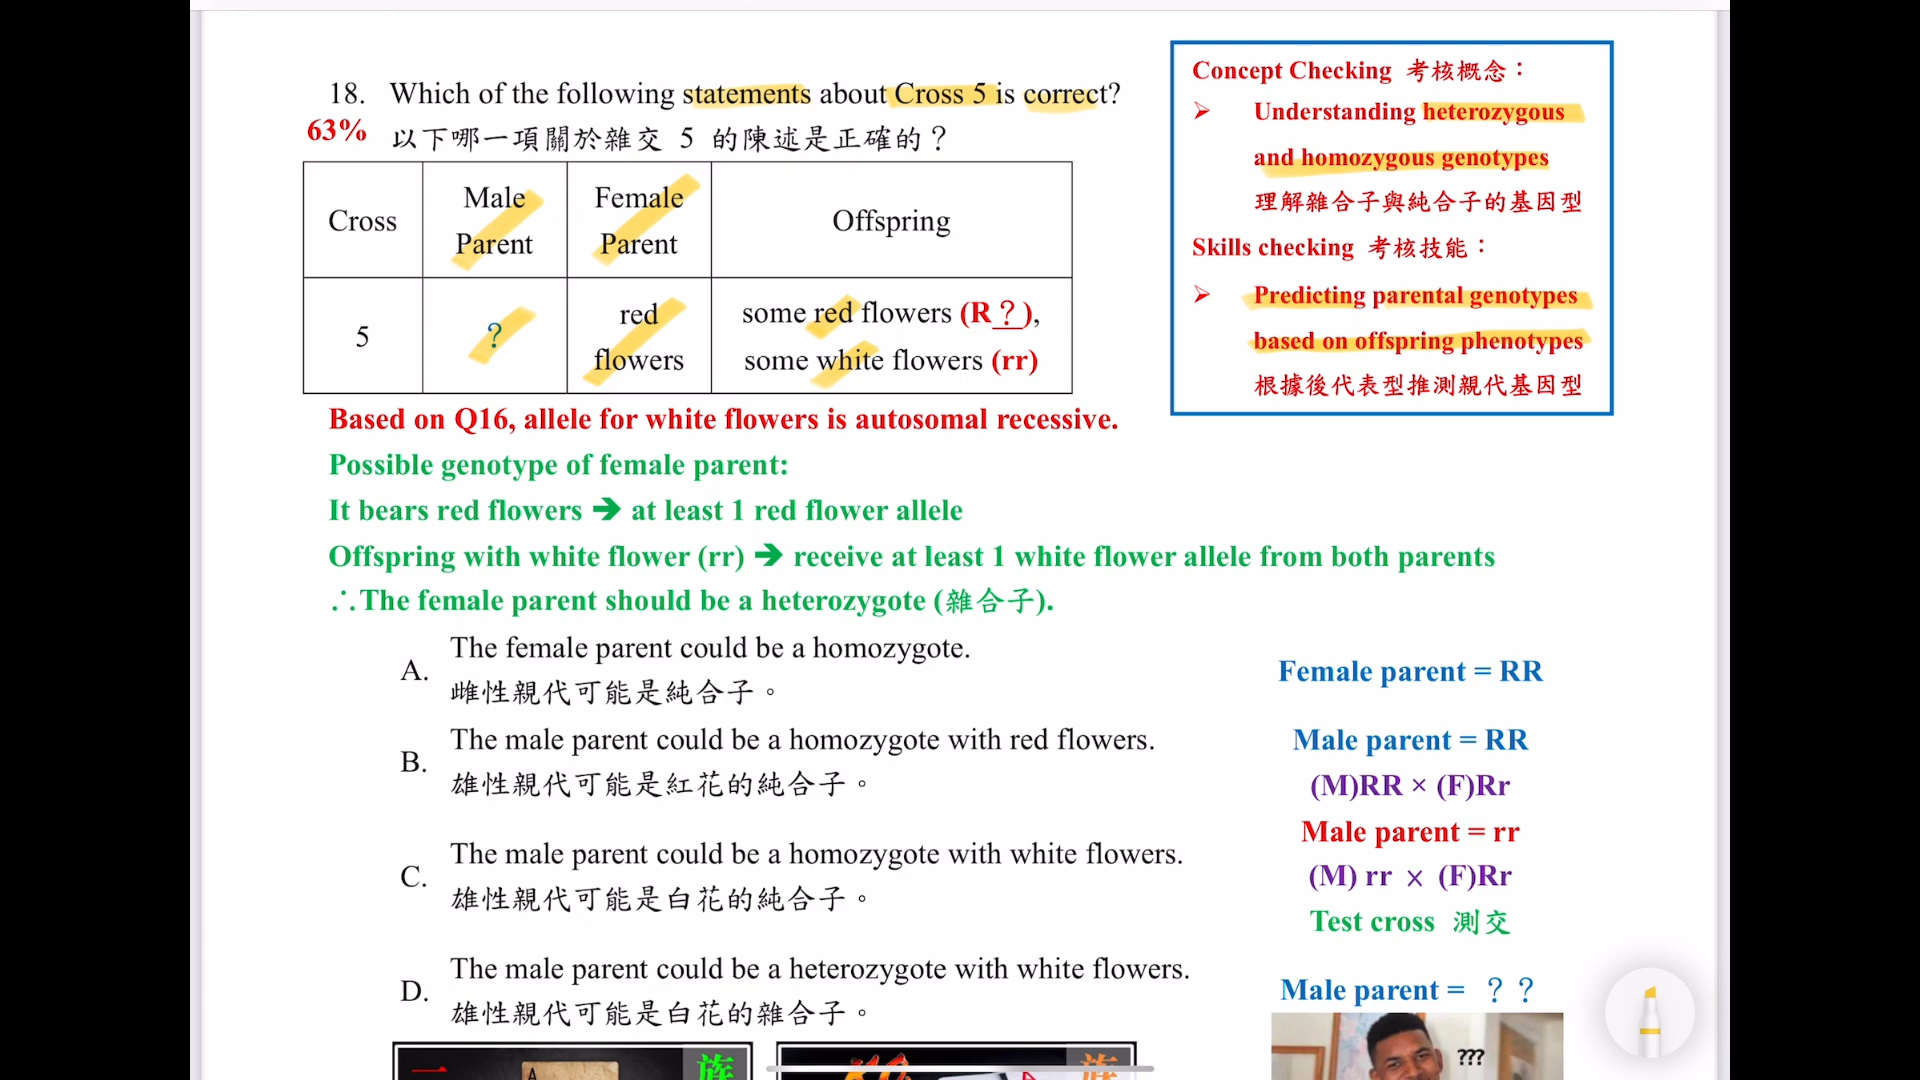 18. Which of the following statements about Cross 5 is correct?
63%
以下哪一項關於雜交 5 的陳述是正確的？
Cross
Male Parent
Female Parent
Offspring
5
?
red flowers
some red flowers (R ? ),
some white flowers (rr)
Concept Checking 考核概念：
➢ Understanding heterozygous
and homozygous genotypes
理解雜合子與純合子的基因型
Skills checking 考核技能：
➢ Predicting parental genotypes
based on offspring phenotypes
根據後代表型推測親代基因型
Based on Q16, allele for white flowers is autosomal recessive.
Possible genotype of female parent:
It bears red flowers ➔ at least 1 red flower allele
Offspring with white flower (rr) ➔ receive at least 1 white flower allele from both parents
∴The female parent should be a heterozygote (雜合子).
A. The female parent could be a homozygote.
雌性親代可能是純合子。
Female parent = RR
B. The male parent could be a homozygote with red flowers.
雄性親代可能是紅花的純合子。
Male parent = RR
(M)RR × (F)Rr
C. The male parent could be a homozygote with white flowers.
雄性親代可能是白花的純合子。
Male parent = rr
(M) rr × (F)Rr
Test cross 測交
D. The male parent could be a heterozygote with white flowers.
雄性親代可能是白花的雜合子。
Male parent = ？？
???
A
族
族